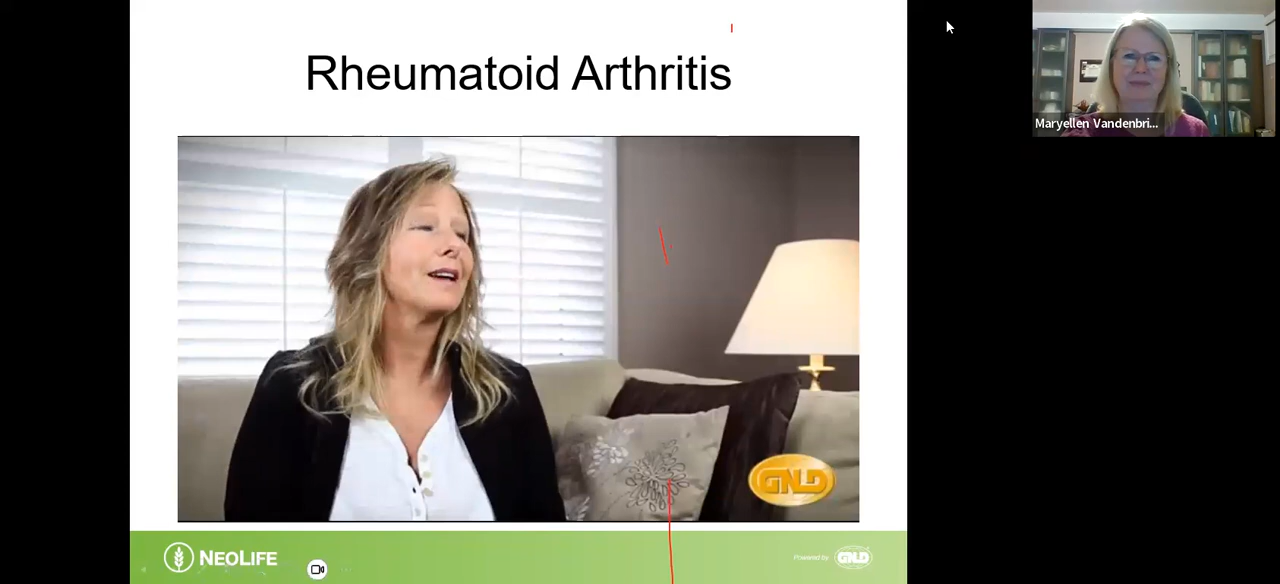 Rheumatoid Arthritis
Maryellen Vandenbri...
GNLD
NEOLIFE
Powered by GNLD